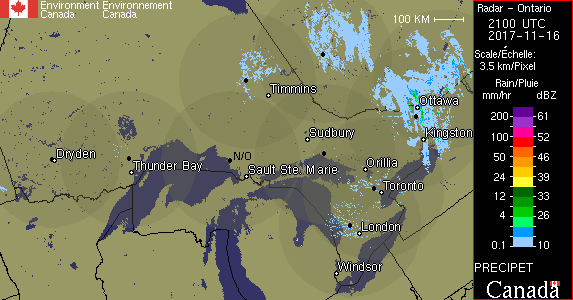 Environment Environnement
Canada Canada
100 KM
Timmins
Ottawa
Sudbury
Kingston
Dryden
Thunder Bay
N/O
Sault Ste. Marie
Orillia
Toronto
London
Windsor
Radar - Ontario
2100 UTC
2017-11-16
Scale/Échelle:
3.5 km/Pixel
Rain/Pluie
mm/hr dBZ
200 61
100 52
50 46
24 39
12 33
4 26
0.1 10
PRECIPET
Canada